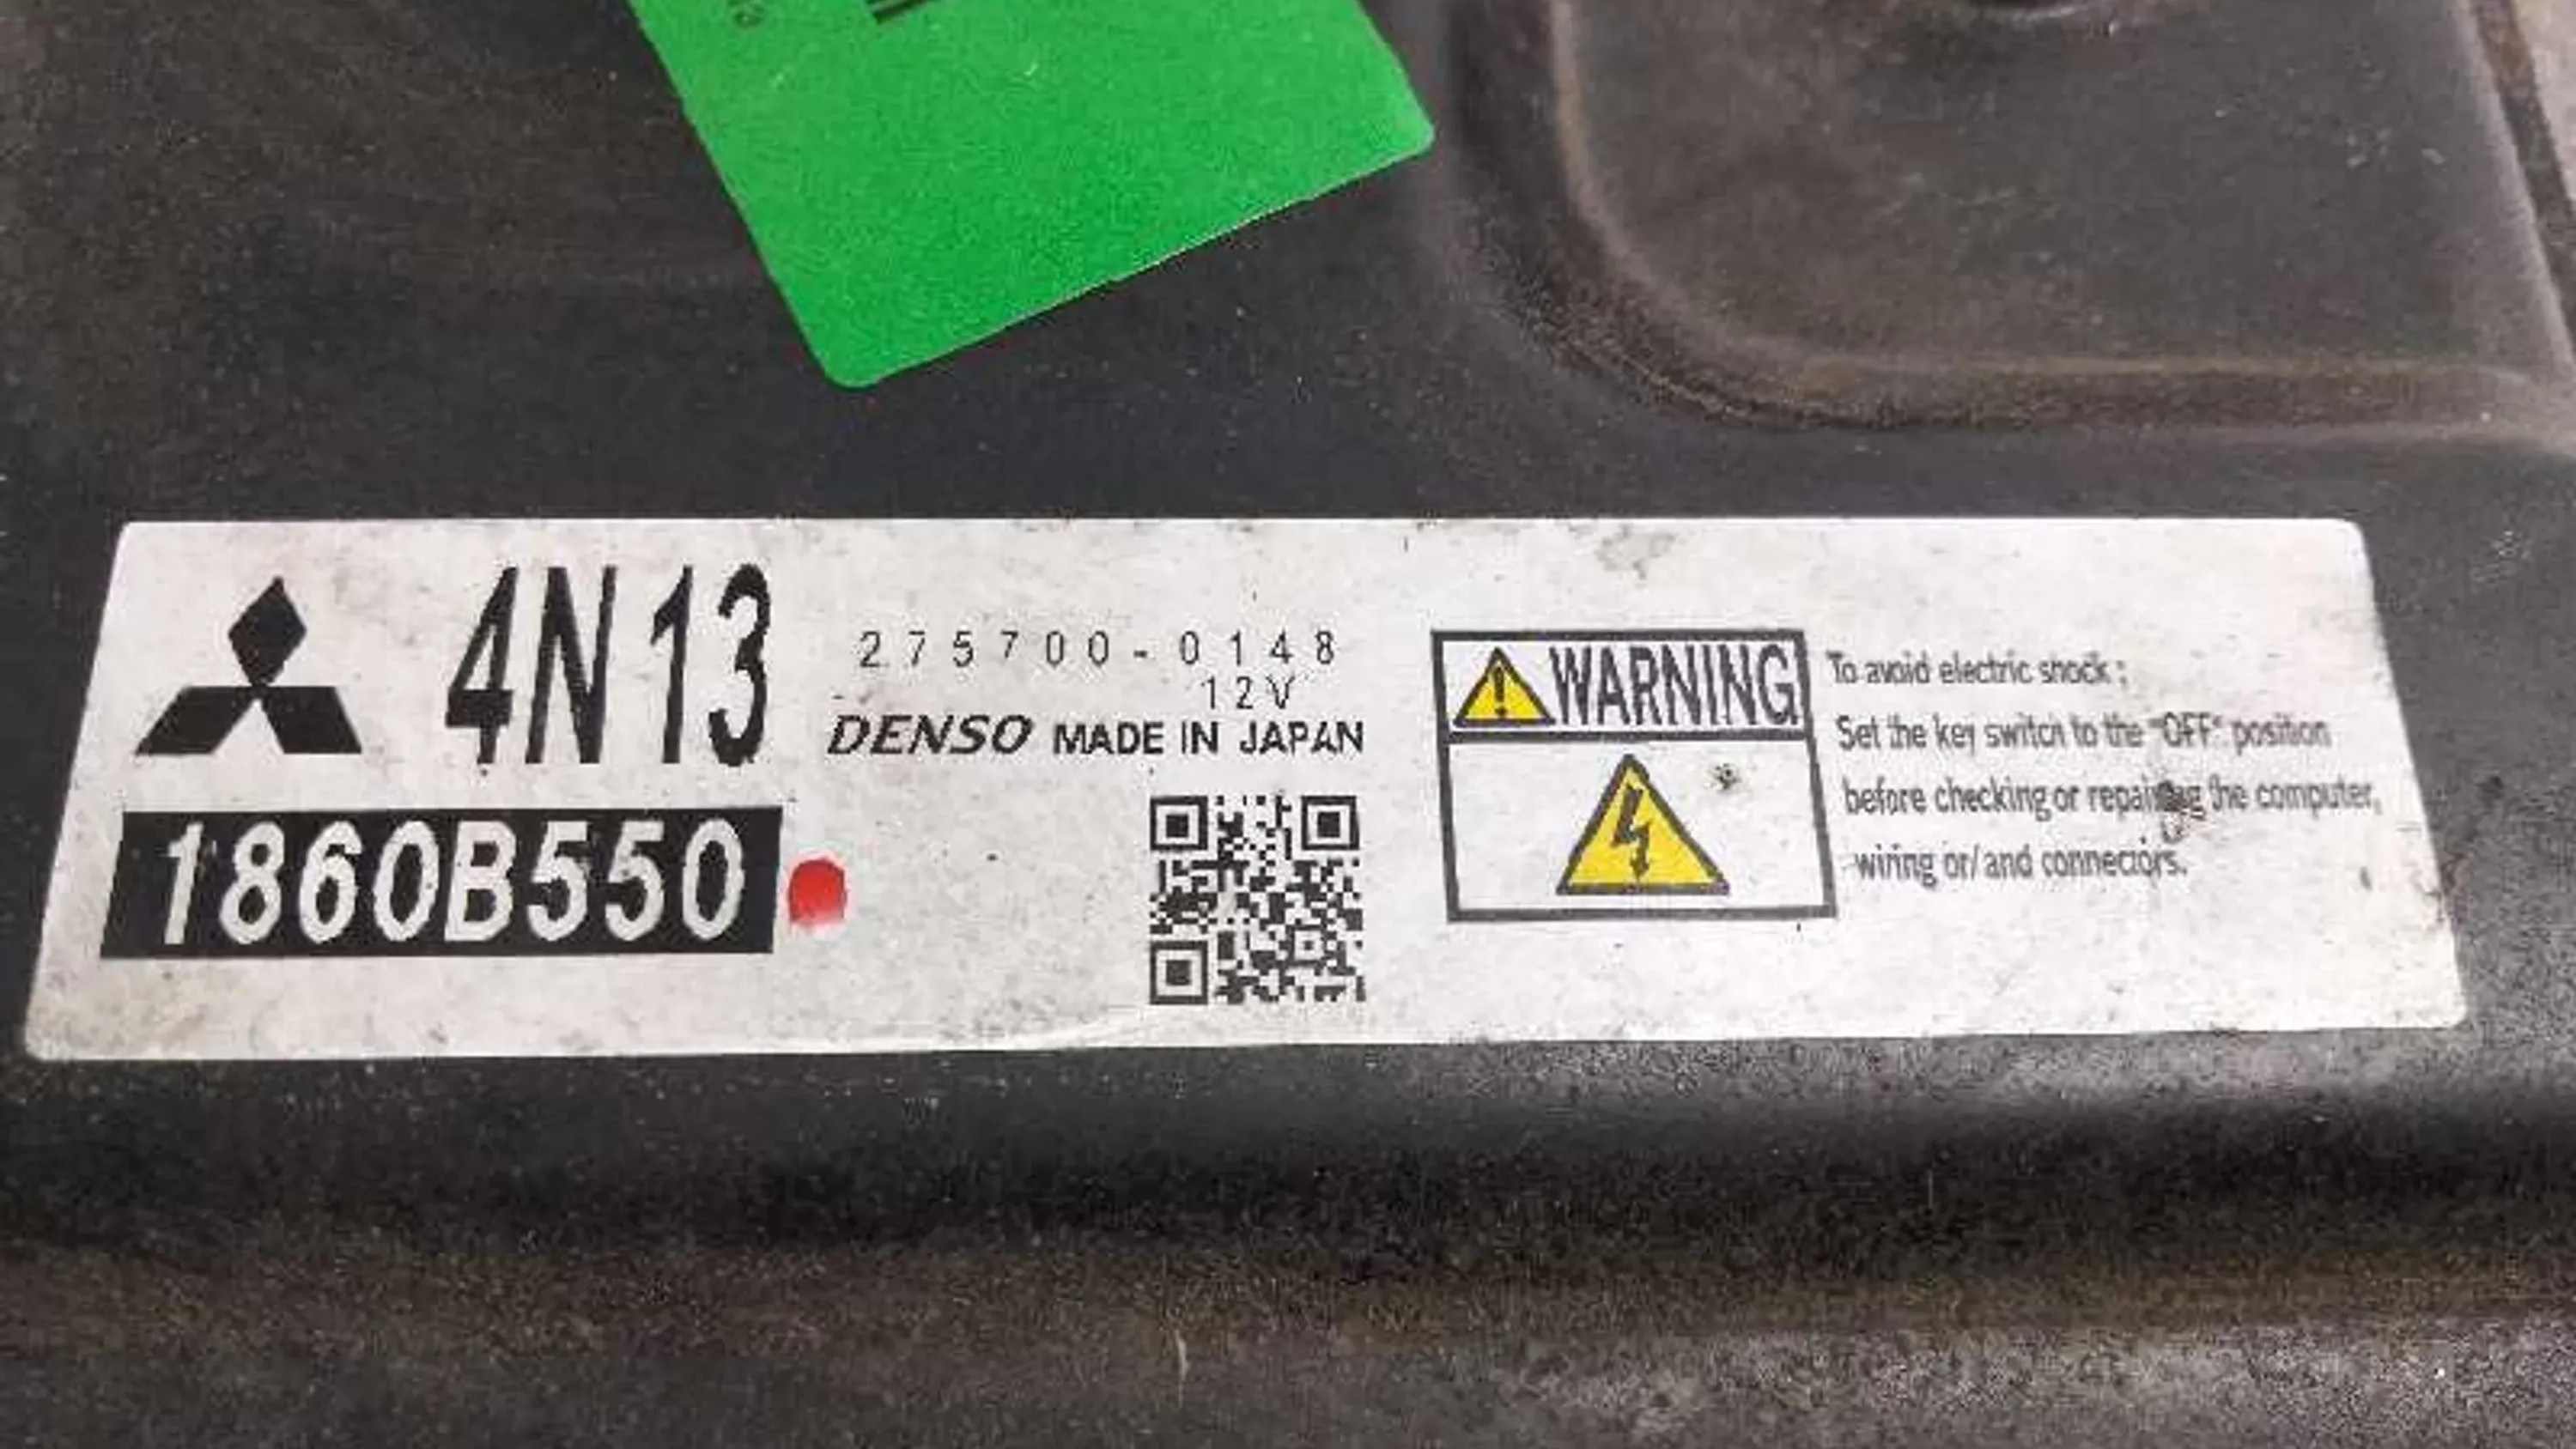 4N13
275700-0148
12V
DENSO MADE IN JAPAN
1860B550
WARNING
To avoid electric shock :
Set the key switch to the "OFF" position
before checking or repairing the computer,
wiring or/and connectors.